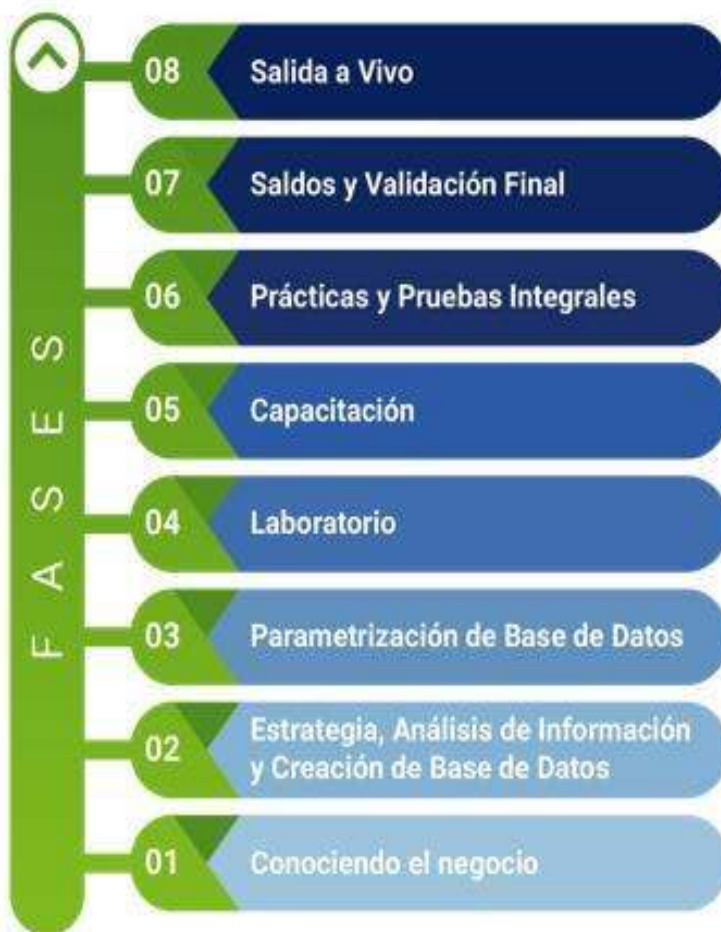 FASES
08
Salida a Vivo
07
Saldos y Validación Final
06
Prácticas y Pruebas Integrales
05
Capacitación
04
Laboratorio
03
Parametrización de Base de Datos
02
Estrategia, Análisis de Información
y Creación de Base de Datos
01
Conociendo el negocio